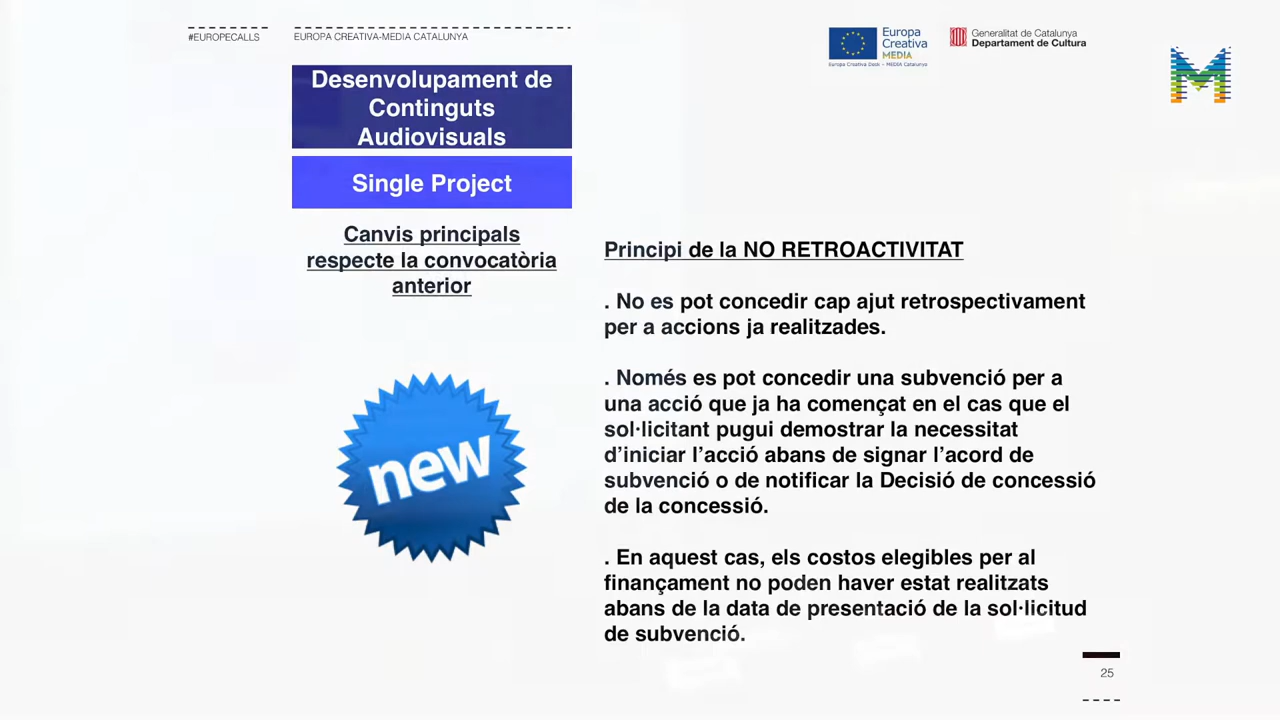 #EUROPECALLS
EUROPA CREATIVA-MEDIA CATALUNYA
Europa
Creativa
MEDIA
Europa Creativa Desk - MEDIA Catalunya
Generalitat de Catalunya
Departament de Cultura
Desenvolupament de
Continguts
Audiovisuals
Single Project
Canvis principals
respecte la convocatòria
anterior
new
Principi de la NO RETROACTIVITAT
. No es pot concedir cap ajut retrospectivament
per a accions ja realitzades.
. Només es pot concedir una subvenció per a
una acció que ja ha començat en el cas que el
sol·licitant pugui demostrar la necessitat
d’iniciar l’acció abans de signar l’acord de
subvenció o de notificar la Decisió de concessió
de la concessió.
. En aquest cas, els costos elegibles per al
finançament no poden haver estat realitzats
abans de la data de presentació de la sol·licitud
de subvenció.
25